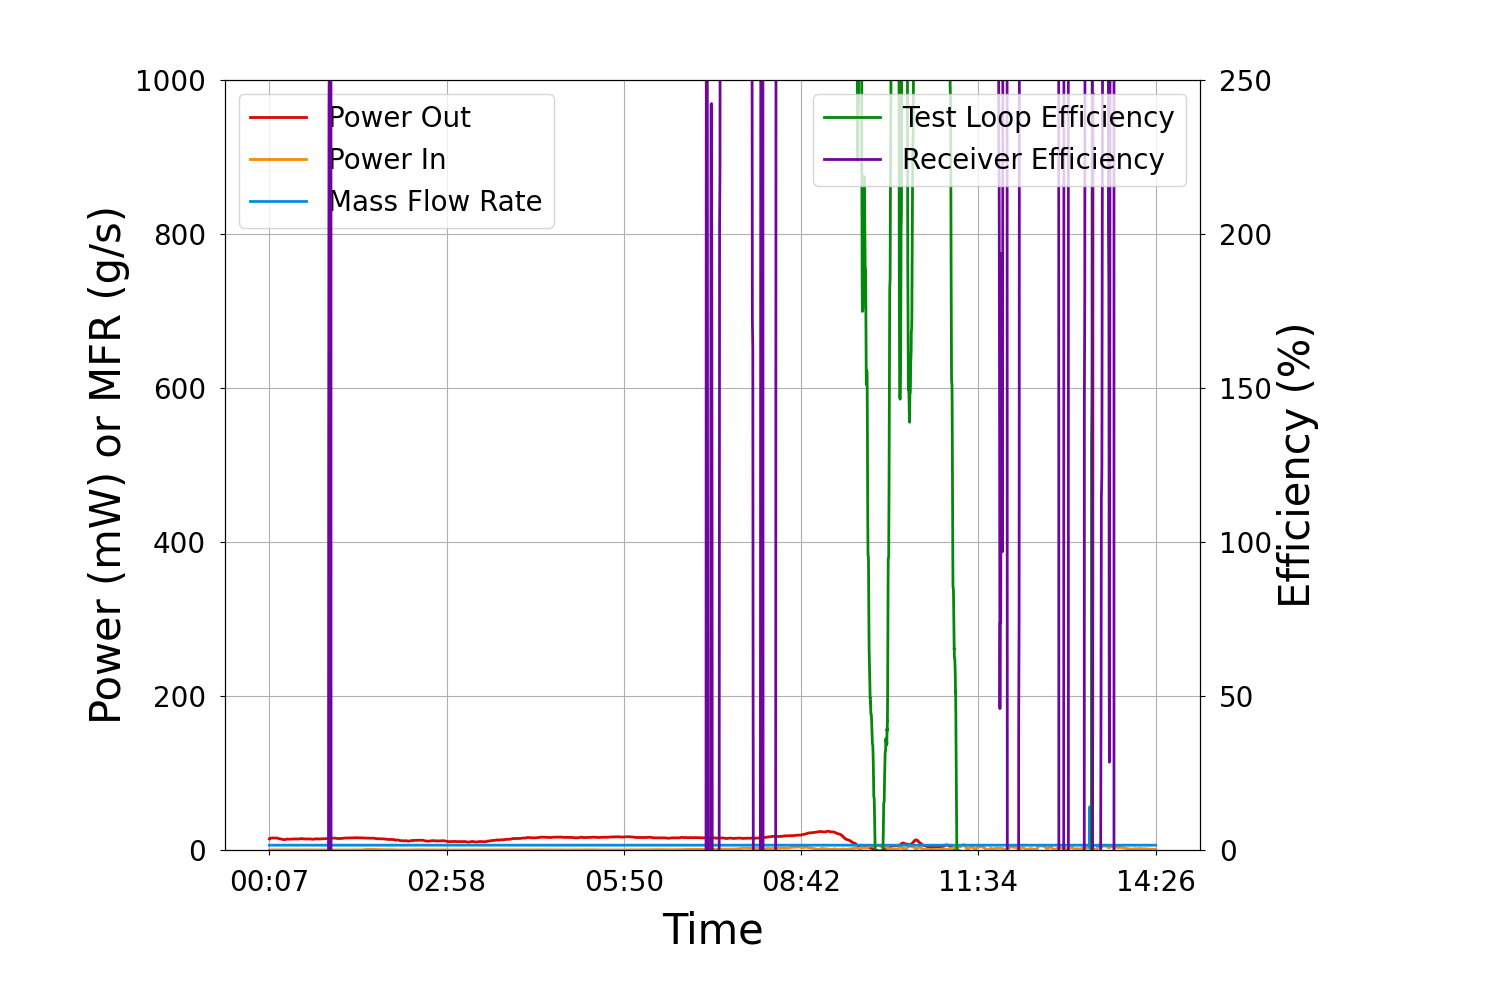 1000
800
600
400
200
0
Power (mW) or MFR (g/s)
Power Out
Power In
Mass Flow Rate
Test Loop Efficiency
Receiver Efficiency
250
200
150
100
50
0
Efficiency (%)
00:07 02:58 05:50 08:42 11:34 14:26
Time